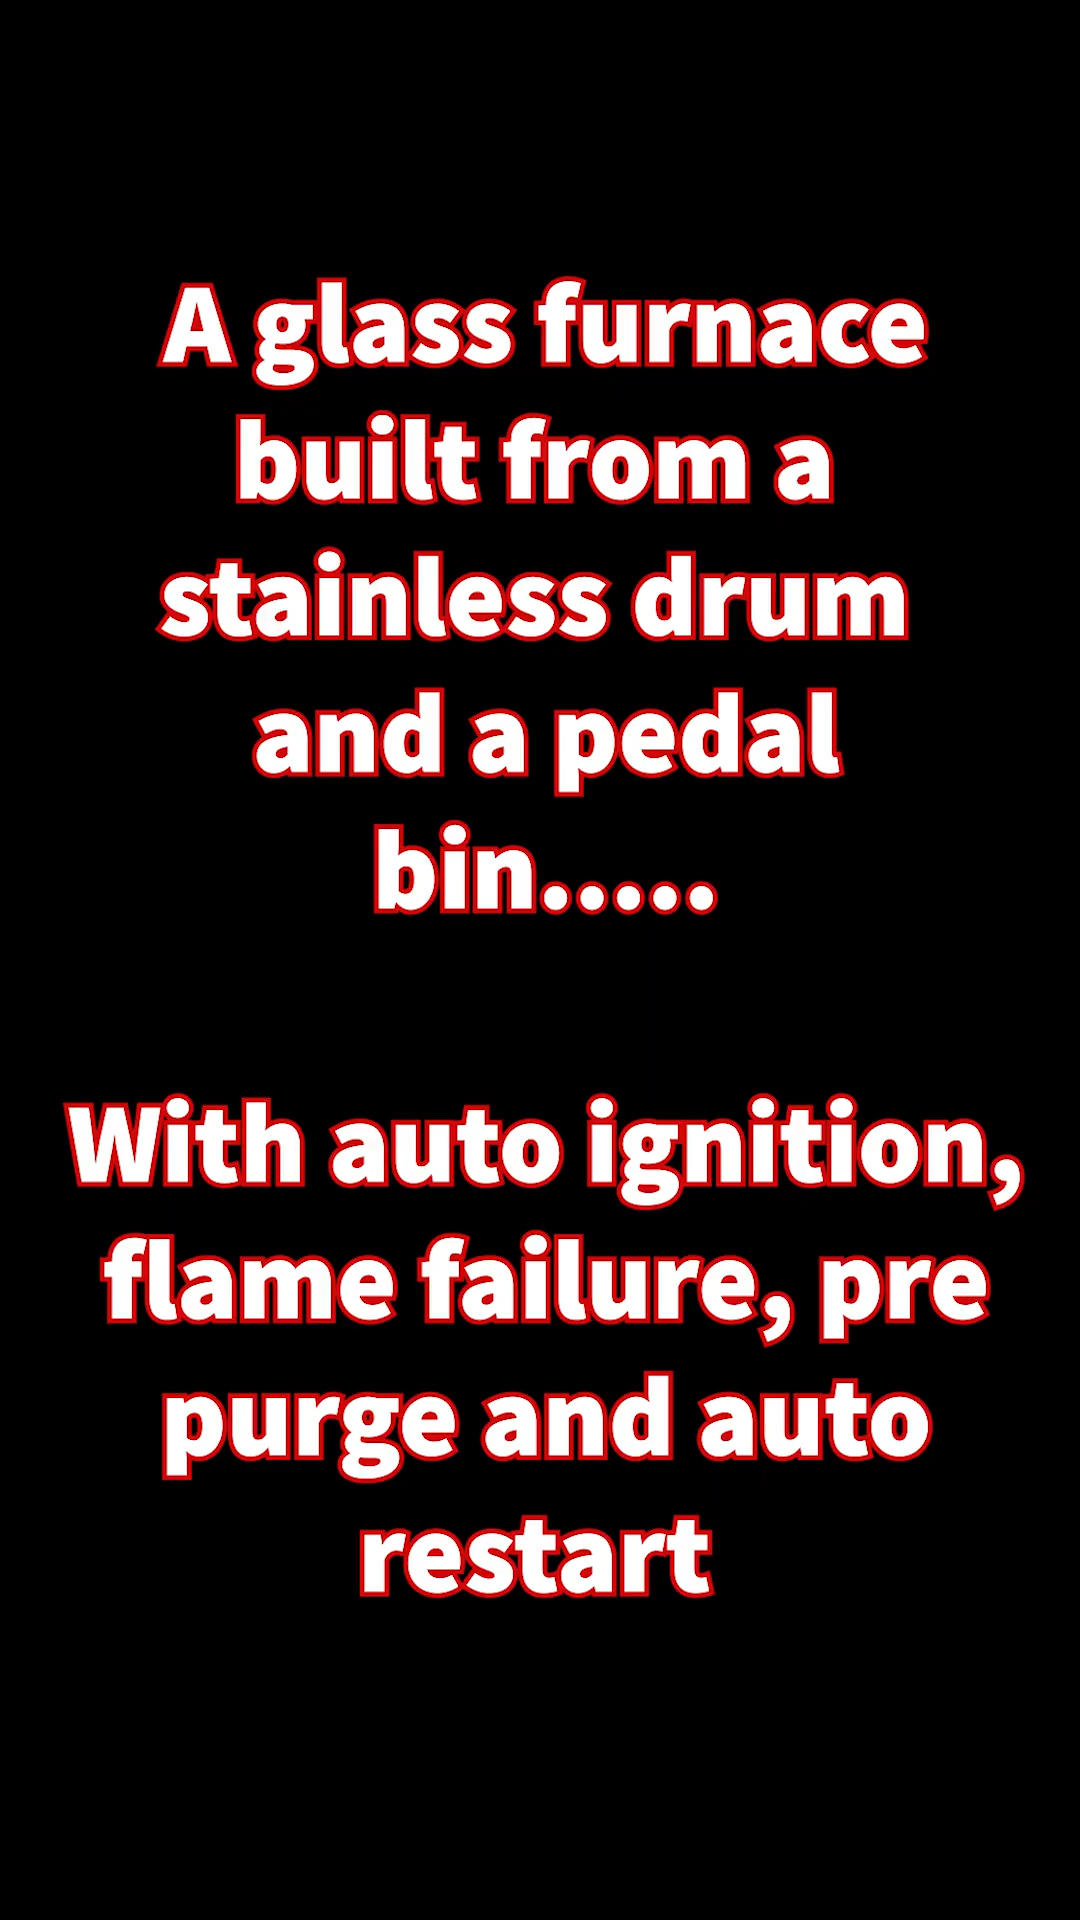 A glass furnace
built from a
stainless drum
and a pedal
bin.....
With auto ignition,
flame failure, pre
purge and auto
restart